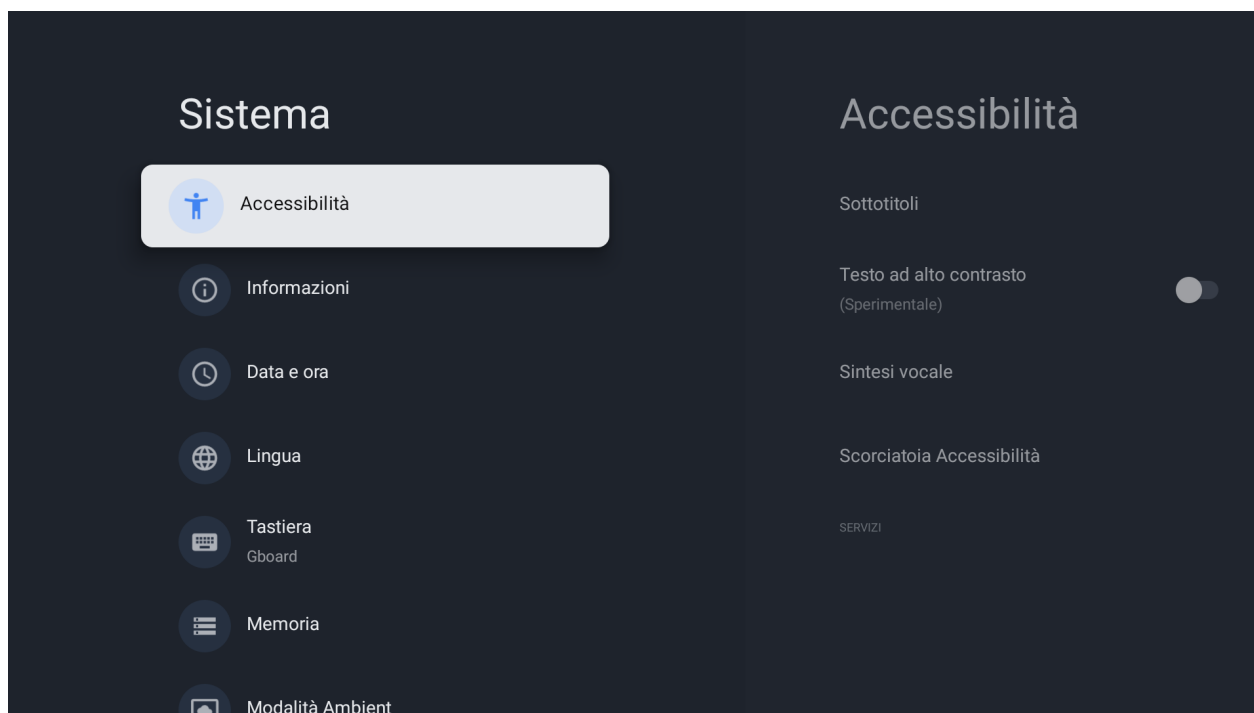 Sistema
Accessibilità
Informazioni
Data e ora
Lingua
Tastiera
Gboard
Memoria
Modalità Ambient
Accessibilità
Sottotitoli
Testo ad alto contrasto
(Sperimentale)
Sintesi vocale
Scorciatoia Accessibilità
SERVIZI